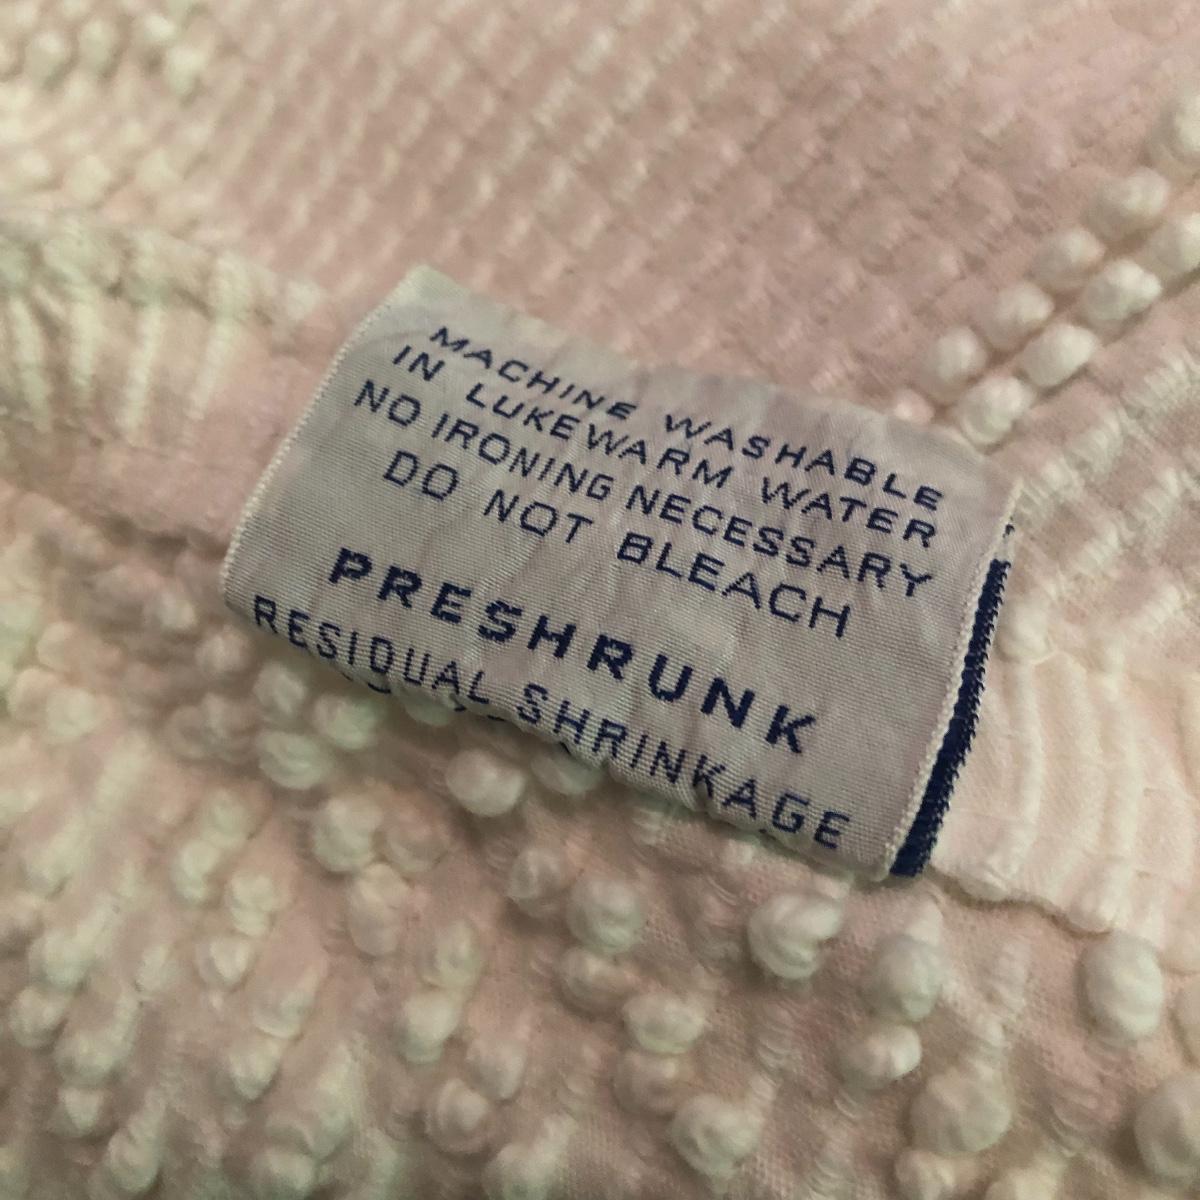 MACHINE WASHABLE
IN LUKEWARM WATER
NO IRONING NECESSARY
DO NOT BLEACH
PRESHRUNK
RESIDUAL SHRINKAGE